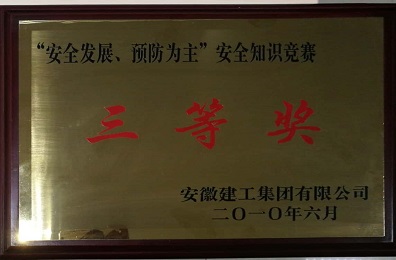 “安全发展、预防为主”安全知识竞赛
三等奖
安徽建工集团有限公司
二〇一〇年六月